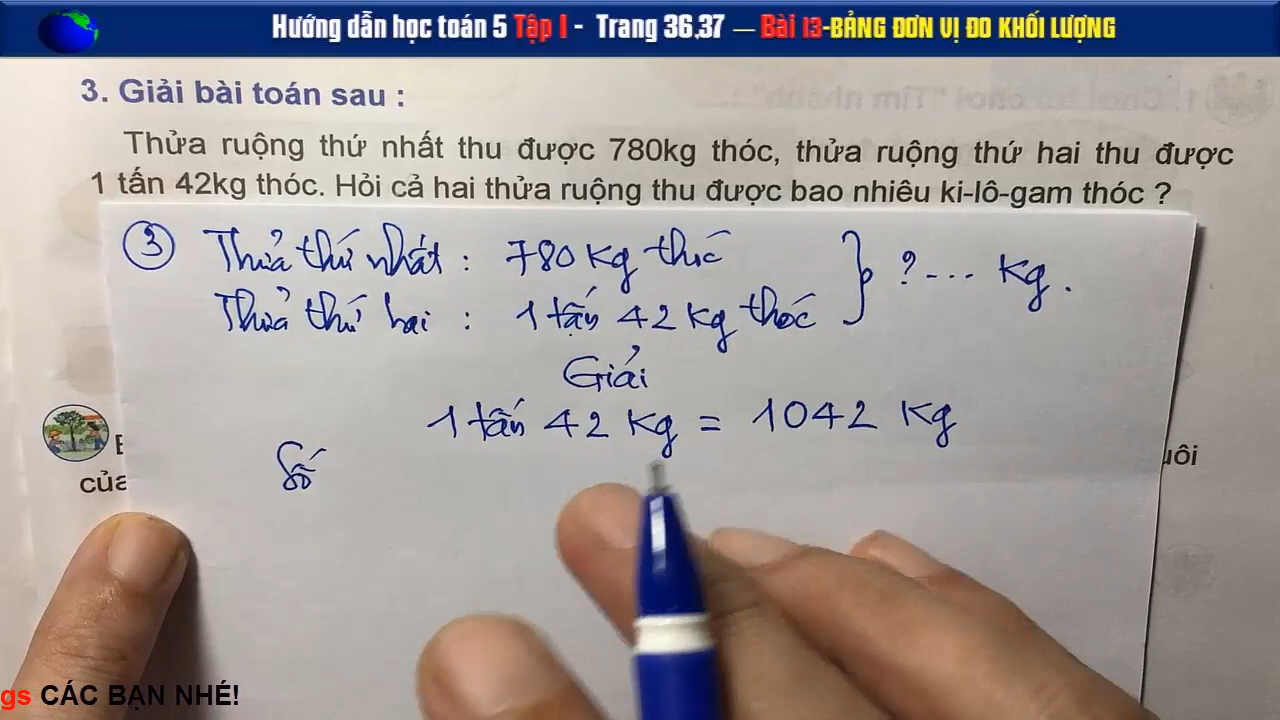 Hướng dẫn học toán 5 Tập I - Trang 36,37 – Bài 13-BẢNG ĐƠN VỊ ĐO KHỐI LƯỢNG
3. Giải bài toán sau :
Thửa ruộng thứ nhất thu được 780kg thóc, thửa ruộng thứ hai thu được
1 tấn 42kg thóc. Hỏi cả hai thửa ruộng thu được bao nhiêu ki-lô-gam thóc ?
3 Thửa thứ nhất : 780 kg thóc } ? ... kg.
Thửa thứ hai : 1 tấn 42 kg thóc
Giải
1 tấn 42 kg = 1042 kg
Số
của
gs CÁC BẠN NHÉ!